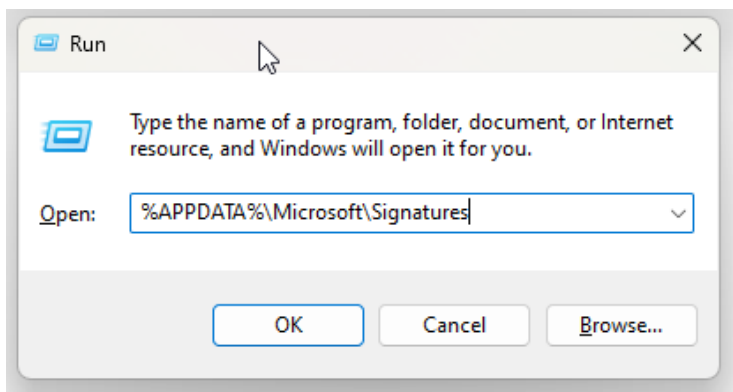 Run
Type the name of a program, folder, document, or Internet
resource, and Windows will open it for you.
Open: %APPDATA%\Microsoft\Signatures
OK Cancel Browse...